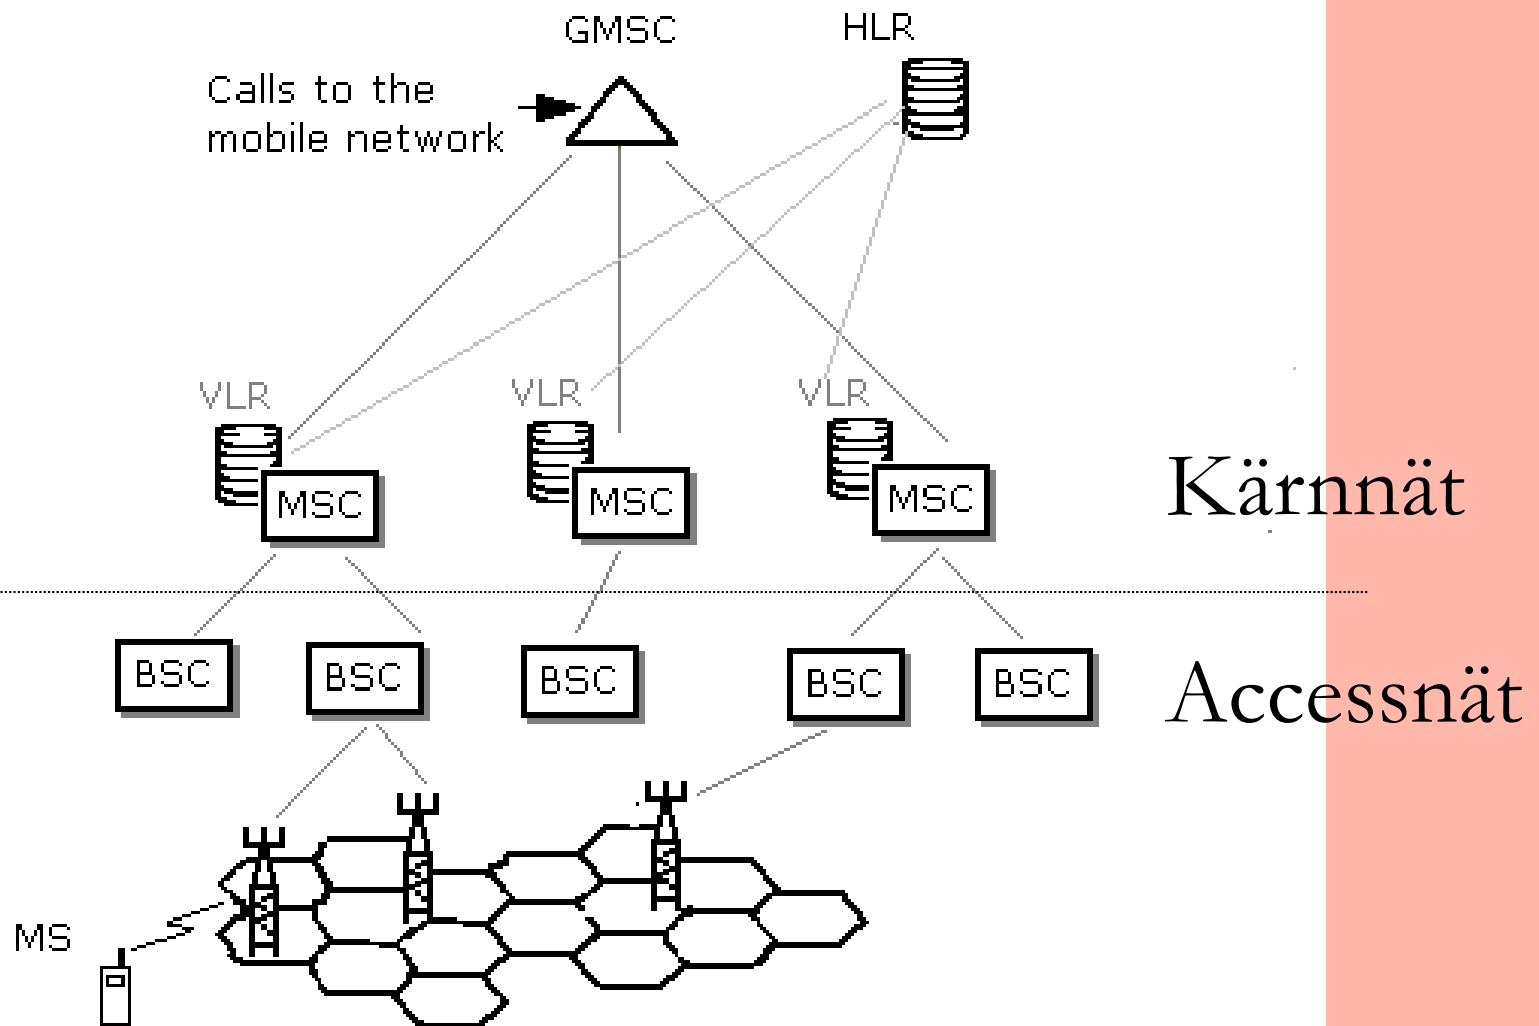 GMSC
HLR
Calls to the
mobile network
VLR
VLR
VLR
MSC
MSC
MSC
Kärnnät
BSC
BSC
BSC
BSC
BSC
Accessnät
MS